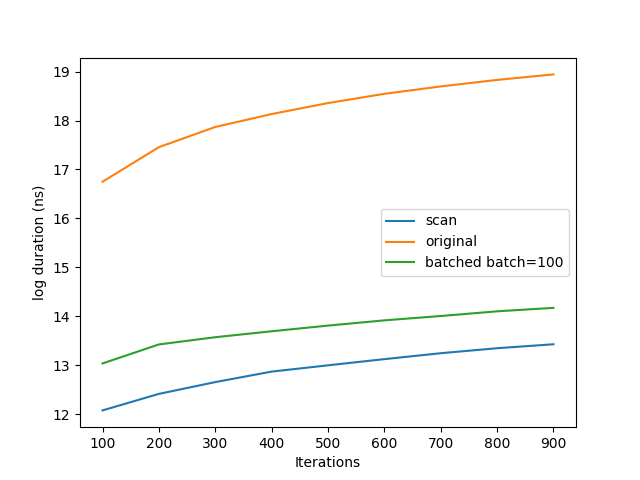 19
18
17
16
15
14
13
12
log duration (ns)
scan
original
batched batch=100
100 200 300 400 500 600 700 800 900
Iterations